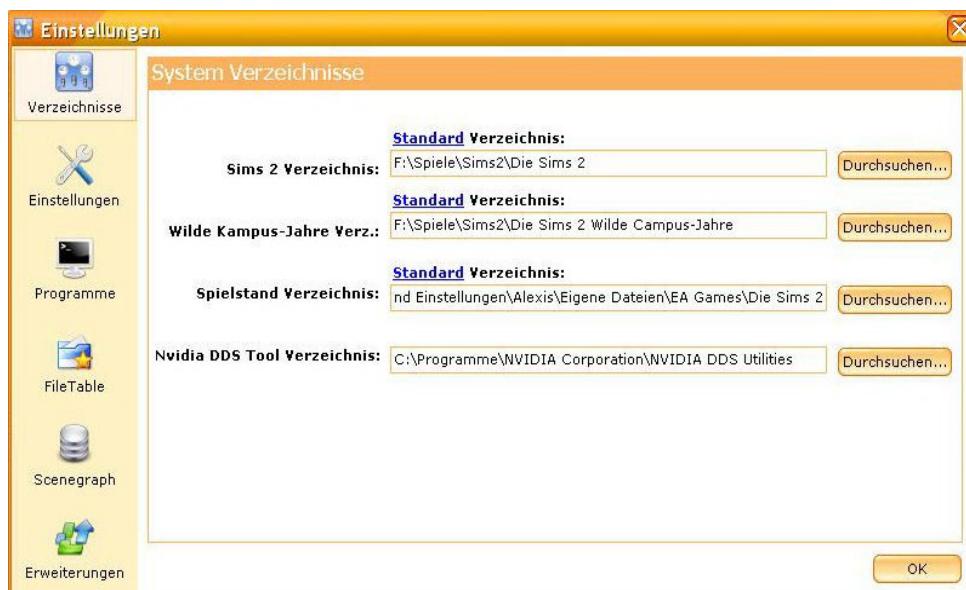 Einstellungen
Verzeichnisse
Einstellungen
Programme
FileTable
Scenegraph
Erweiterungen
System Verzeichnisse
Standard Verzeichnis:
Sims 2 Verzeichnis: F:\Spiele\Sims2\Die Sims 2 Durchsuchen...
Standard Verzeichnis:
Wilde Kampus-Jahre Verz.: F:\Spiele\Sims2\Die Sims 2 Wilde Campus-Jahre Durchsuchen...
Standard Verzeichnis:
Spielstand Verzeichnis: nd Einstellungen\Alexis\Eigene Dateien\EA Games\Die Sims 2 Durchsuchen...
Nvidia DDS Tool Verzeichnis: C:\Programme\NVIDIA Corporation\NVIDIA DDS Utilities Durchsuchen...
OK